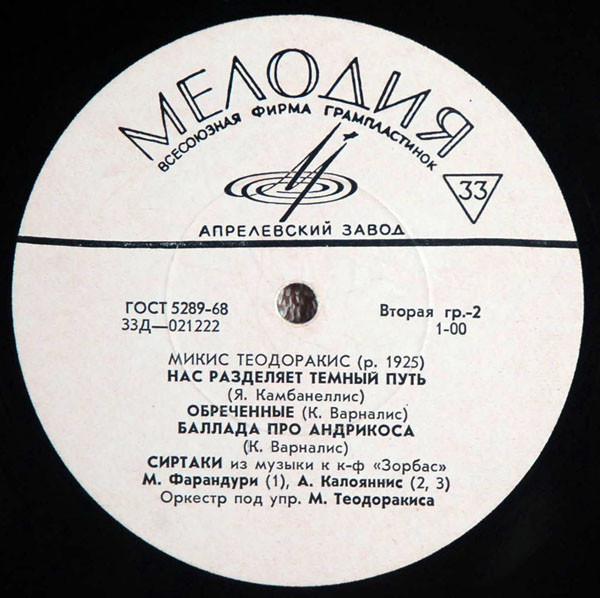 МЕЛОДИЯ
ВСЕСОЮЗНАЯ ФИРМА ГРАМПЛАСТИНОК
33
АПРЕЛЕВСКИЙ ЗАВОД
ГОСТ 5289-68
33Д—021222
Вторая гр.-2
1-00
МИКИС ТЕОДОРАКИС (р. 1925)
НАС РАЗДЕЛЯЕТ ТЕМНЫЙ ПУТЬ
(Я. Камбанеллис)
ОБРЕЧЕННЫЕ (К. Варналис)
БАЛЛАДА ПРО АНДРИКОСА
(К. Варналис)
СИРТАКИ из музыки к к-ф «Зорбас»
М. Фарандури (1), А. Калояннис (2, 3)
Оркестр под упр. М. Теодоракиса